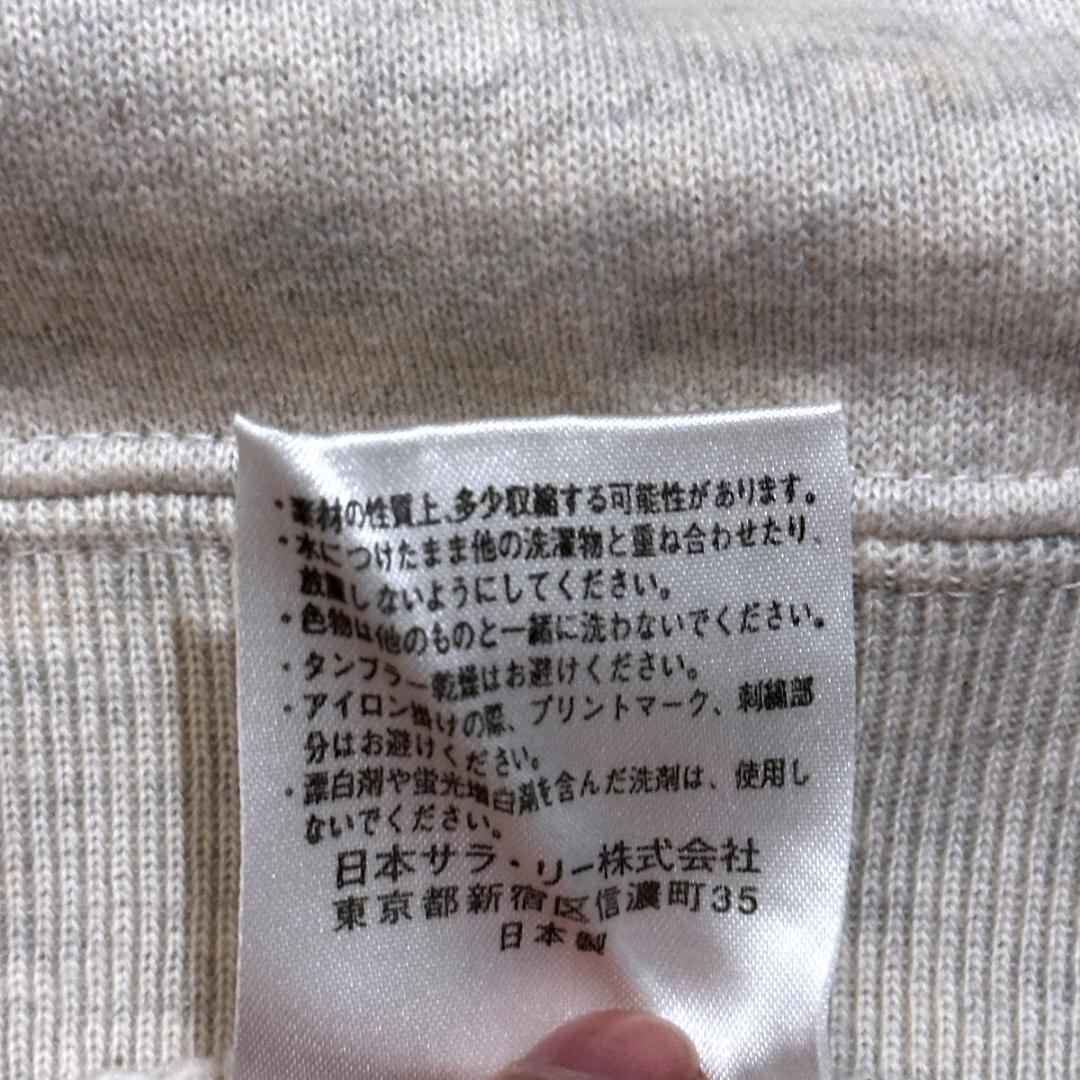 ・素材の性質上、多少収縮する可能性があります。
・水につけたまま他の洗濯物と重ね合わせたり、
放置しないようにしてください。
・色物は他のものと一緒に洗わないでください。
・タンブラー乾燥はお避けください。
・アイロン掛けの際、プリントマーク、刺繍部
分はお避けください。
・漂白剤や蛍光増白剤を含んだ洗剤は、使用し
ないでください。
日本サラ・リー株式会社
東京都新宿区信濃町35
日本製